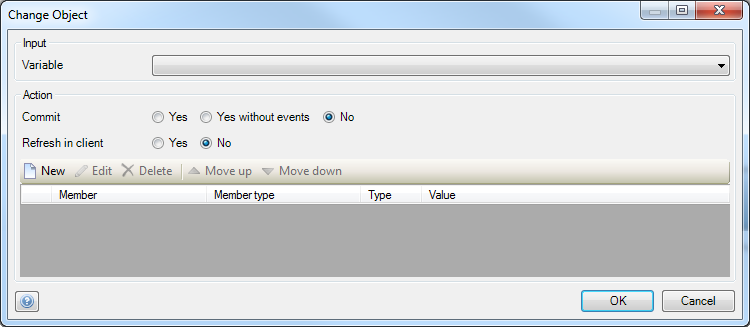 Change Object
Input
Variable
Action
Commit Yes Yes without events No
Refresh in client Yes No
New Edit Delete Move up Move down
Member Member type Type Value
OK Cancel